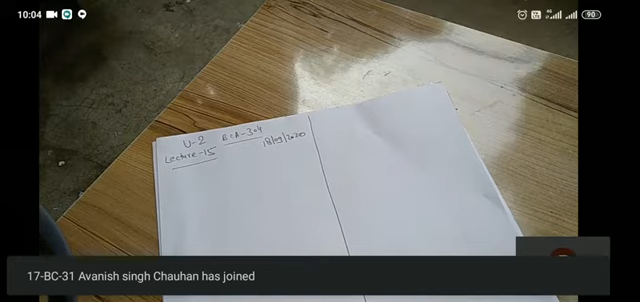 10:04
90
U-2 BCA-304
Lecture-15 18/09/2020
17-BC-31 Avanish singh Chauhan has joined